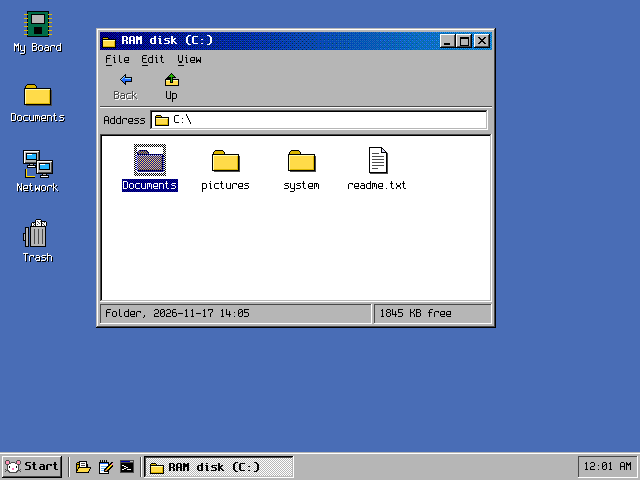 My Board
Documents
Network
Trash
RAM disk (C:)
File Edit View
Back Up
Address C:\
Documents pictures system readme.txt
Folder, 2026-11-17 14:05 1845 KB free
Start RAM disk (C:) 12:01 AM